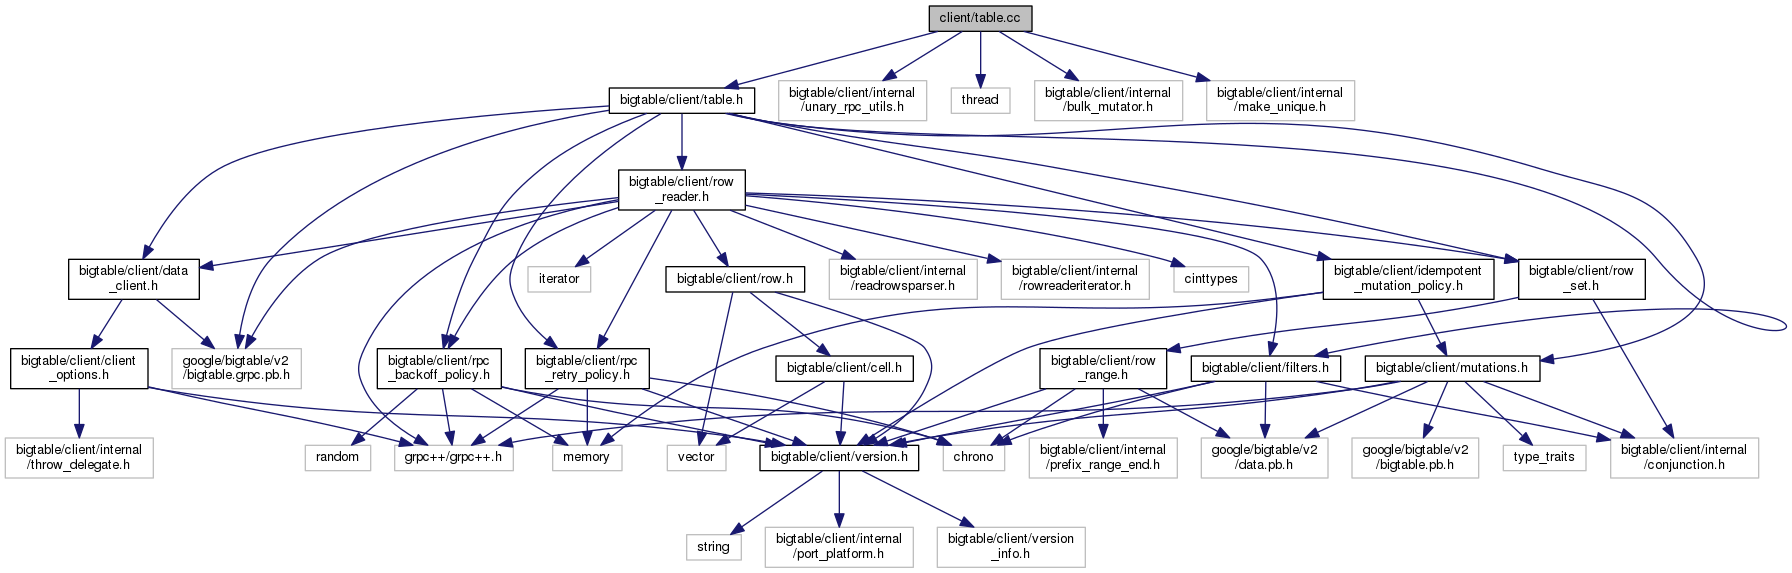 client/table.cc
bigtable/client/table.h
bigtable/client/internal
/unary_rpc_utils.h
thread
bigtable/client/internal
/bulk_mutator.h
bigtable/client/internal
/make_unique.h
bigtable/client/row
_reader.h
bigtable/client/data
_client.h
iterator
bigtable/client/row.h
bigtable/client/internal
/readrowsparser.h
bigtable/client/internal
/rowreaderiterator.h
cinttypes
bigtable/client/idempotent
_mutation_policy.h
bigtable/client/row
_set.h
bigtable/client/client
_options.h
google/bigtable/v2
/bigtable.grpc.pb.h
bigtable/client/rpc
_backoff_policy.h
bigtable/client/rpc
_retry_policy.h
bigtable/client/cell.h
bigtable/client/row
_range.h
bigtable/client/filters.h
bigtable/client/mutations.h
bigtable/client/internal
/throw_delegate.h
random
grpc++/grpc++.h
memory
vector
bigtable/client/version.h
chrono
bigtable/client/internal
/prefix_range_end.h
google/bigtable/v2
/data.pb.h
google/bigtable/v2
/bigtable.pb.h
type_traits
bigtable/client/internal
/conjunction.h
string
bigtable/client/internal
/port_platform.h
bigtable/client/version
_info.h